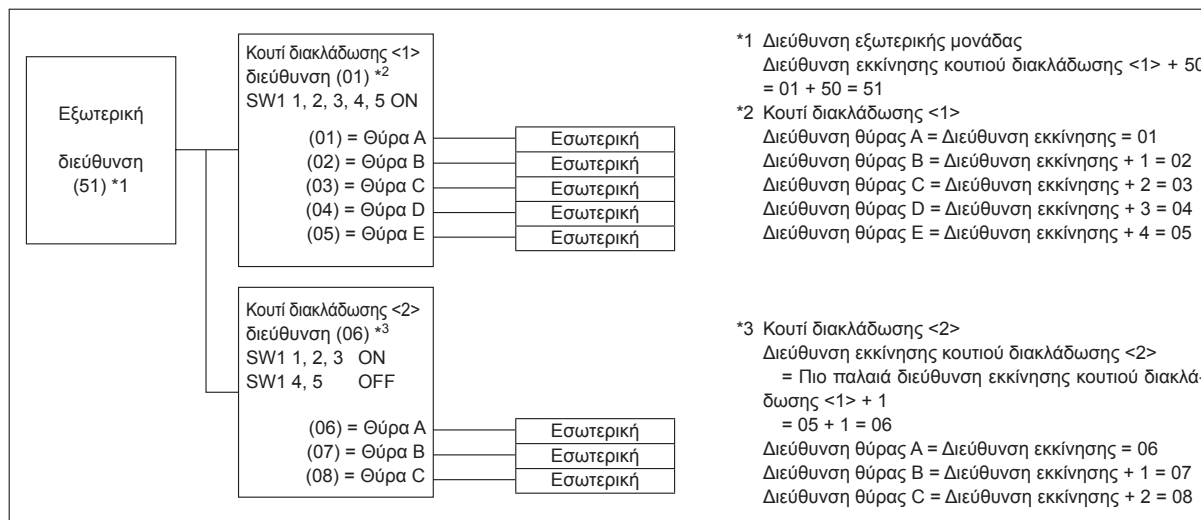 Εξωτερική
διεύθυνση
(51) *1
Κουτί διακλάδωσης <1>
διεύθυνση (01) *2
SW1 1, 2, 3, 4, 5 ON
(01) = Θύρα A
(02) = Θύρα B
(03) = Θύρα C
(04) = Θύρα D
(05) = Θύρα E
Εσωτερική
Εσωτερική
Εσωτερική
Εσωτερική
Εσωτερική
Κουτί διακλάδωσης <2>
διεύθυνση (06) *3
SW1 1, 2, 3 ON
SW1 4, 5 OFF
(06) = Θύρα A
(07) = Θύρα B
(08) = Θύρα C
Εσωτερική
Εσωτερική
Εσωτερική
*1 Διεύθυνση εξωτερικής μονάδας
Διεύθυνση εκκίνησης κουτιού διακλάδωσης <1> + 50
= 01 + 50 = 51
*2 Κουτί διακλάδωσης <1>
Διεύθυνση θύρας A = Διεύθυνση εκκίνησης = 01
Διεύθυνση θύρας B = Διεύθυνση εκκίνησης + 1 = 02
Διεύθυνση θύρας C = Διεύθυνση εκκίνησης + 2 = 03
Διεύθυνση θύρας D = Διεύθυνση εκκίνησης + 3 = 04
Διεύθυνση θύρας E = Διεύθυνση εκκίνησης + 4 = 05
*3 Κουτί διακλάδωσης <2>
Διεύθυνση εκκίνησης κουτιού διακλάδωσης <2>
= Πιο παλαιά διεύθυνση εκκίνησης κουτιού διακλά-
δωσης <1> + 1
= 05 + 1 = 06
Διεύθυνση θύρας A = Διεύθυνση εκκίνησης = 06
Διεύθυνση θύρας B = Διεύθυνση εκκίνησης + 1 = 07
Διεύθυνση θύρας C = Διεύθυνση εκκίνησης + 2 = 08